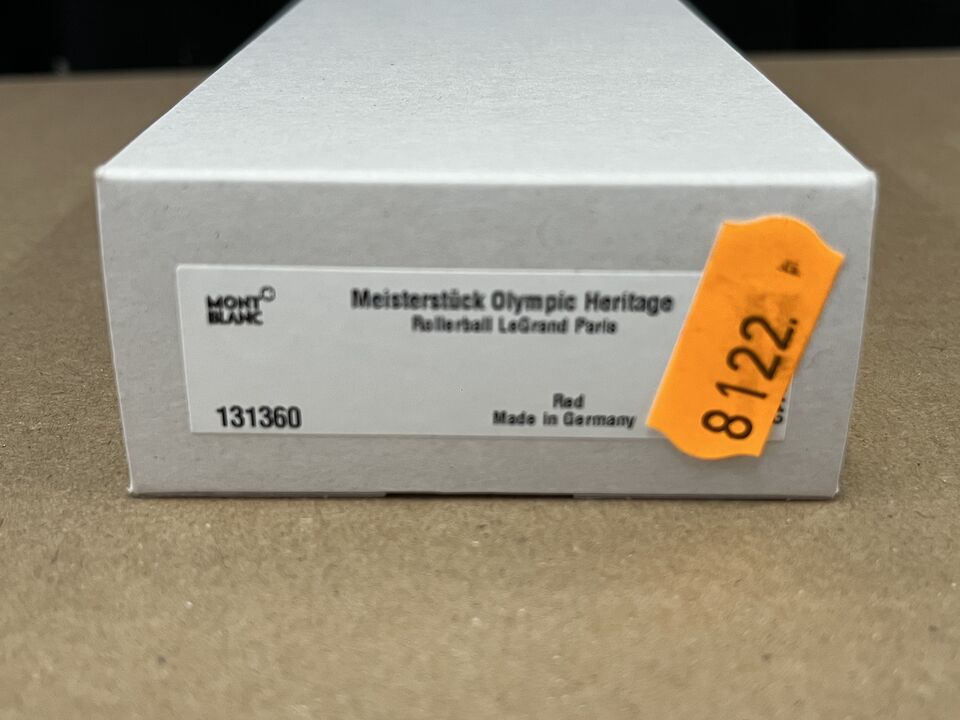 MONT
BLANC
Meisterstück Olympic Heritage
Rollerball LeGrand Paris
131360
Red
Made in Germany
8122.